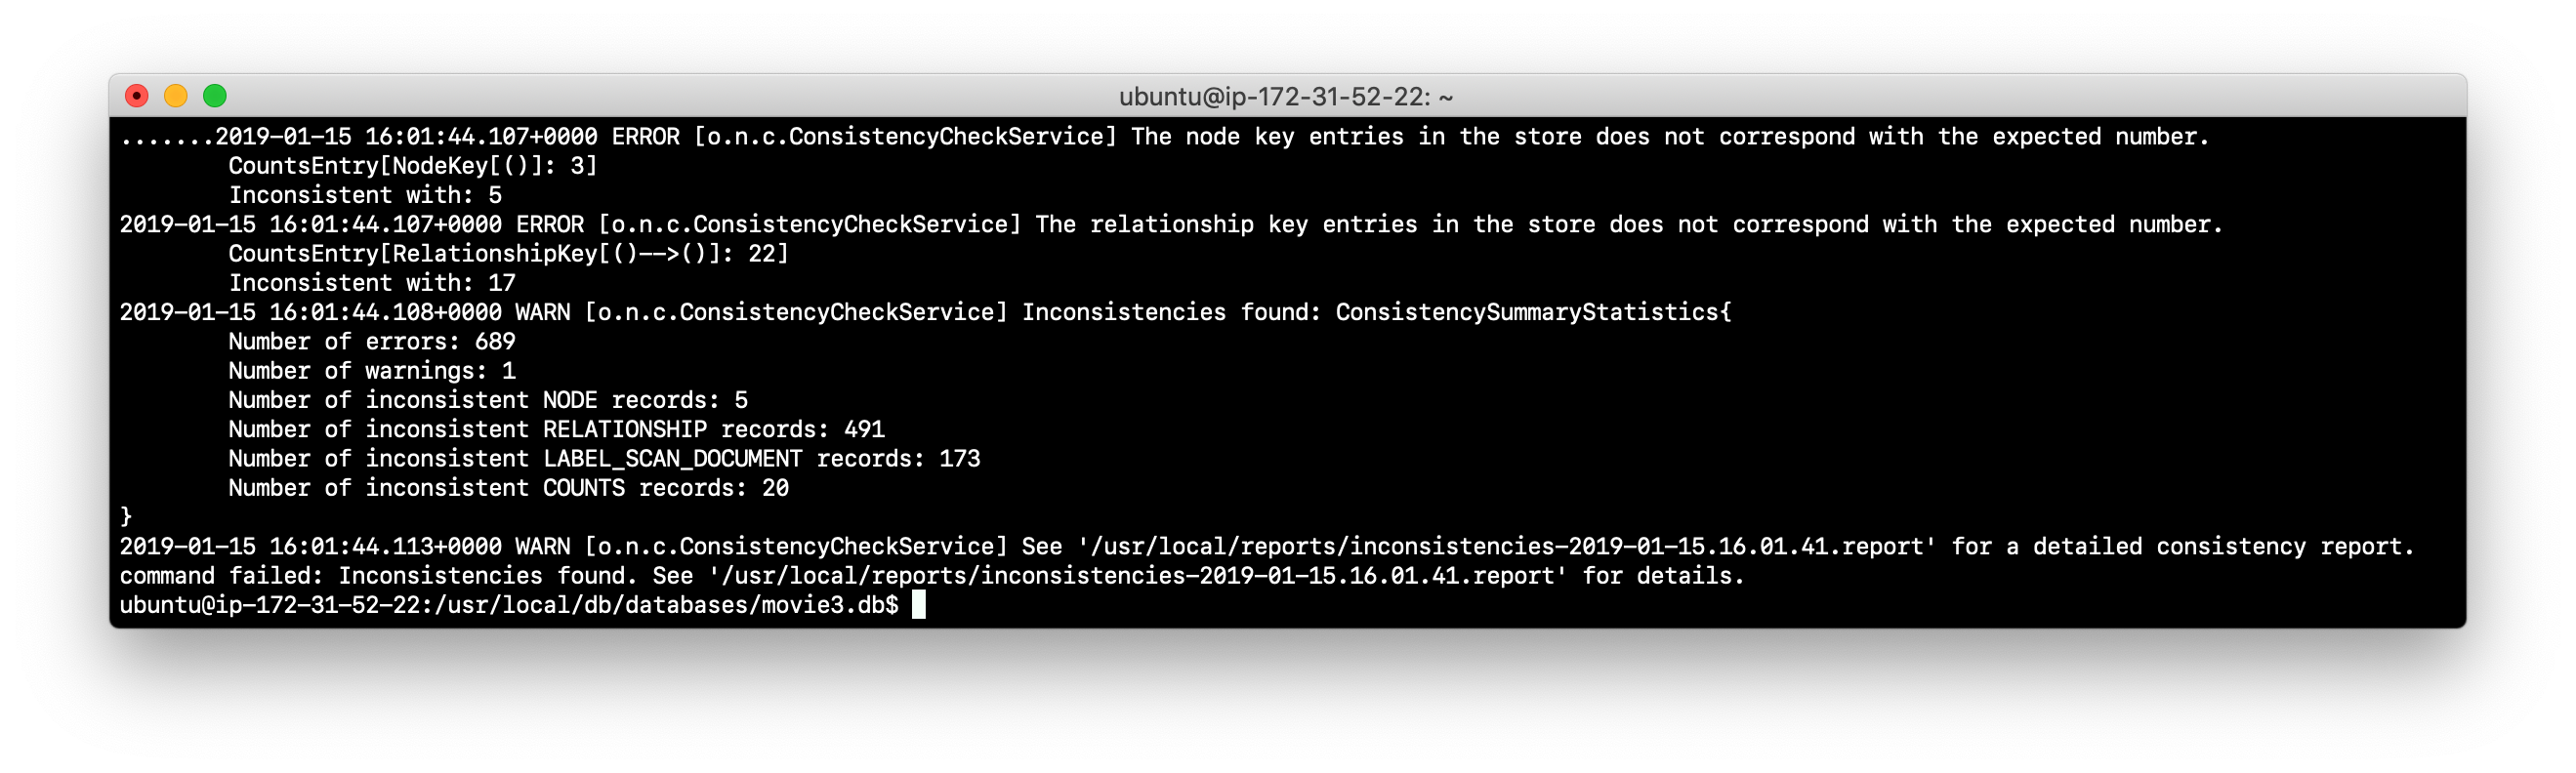 ubuntu@ip-172-31-52-22: ~
.......2019-01-15 16:01:44.107+0000 ERROR [o.n.c.ConsistencyCheckService] The node key entries in the store does not correspond with the expected number.
        CountsEntry[NodeKey[()]: 3]
        Inconsistent with: 5
2019-01-15 16:01:44.107+0000 ERROR [o.n.c.ConsistencyCheckService] The relationship key entries in the store does not correspond with the expected number.
        CountsEntry[RelationshipKey[()-->()]: 22]
        Inconsistent with: 17
2019-01-15 16:01:44.108+0000 WARN [o.n.c.ConsistencyCheckService] Inconsistencies found: ConsistencySummaryStatistics{
        Number of errors: 689
        Number of warnings: 1
        Number of inconsistent NODE records: 5
        Number of inconsistent RELATIONSHIP records: 491
        Number of inconsistent LABEL_SCAN_DOCUMENT records: 173
        Number of inconsistent COUNTS records: 20
}
2019-01-15 16:01:44.113+0000 WARN [o.n.c.ConsistencyCheckService] See '/usr/local/reports/inconsistencies-2019-01-15.16.01.41.report' for a detailed consistency report.
command failed: Inconsistencies found. See '/usr/local/reports/inconsistencies-2019-01-15.16.01.41.report' for details.
ubuntu@ip-172-31-52-22:/usr/local/db/databases/movie3.db$